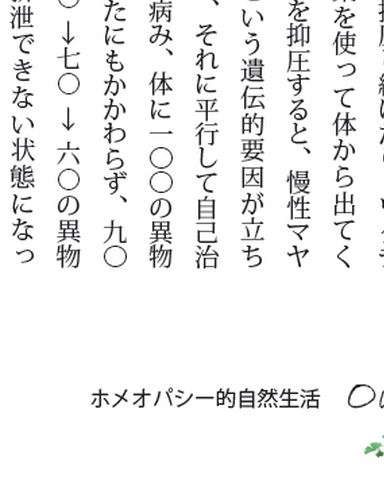 薬を使って体から出てく
を抑圧すると、慢性マヤ
という遺伝的要因が立ち
、それに平行して自己治
病み、体に一〇〇の異物
たにもかかわらず、九〇
〇→七〇→六〇の異物
排泄できない状態になっ
ホメオパシー的自然生活